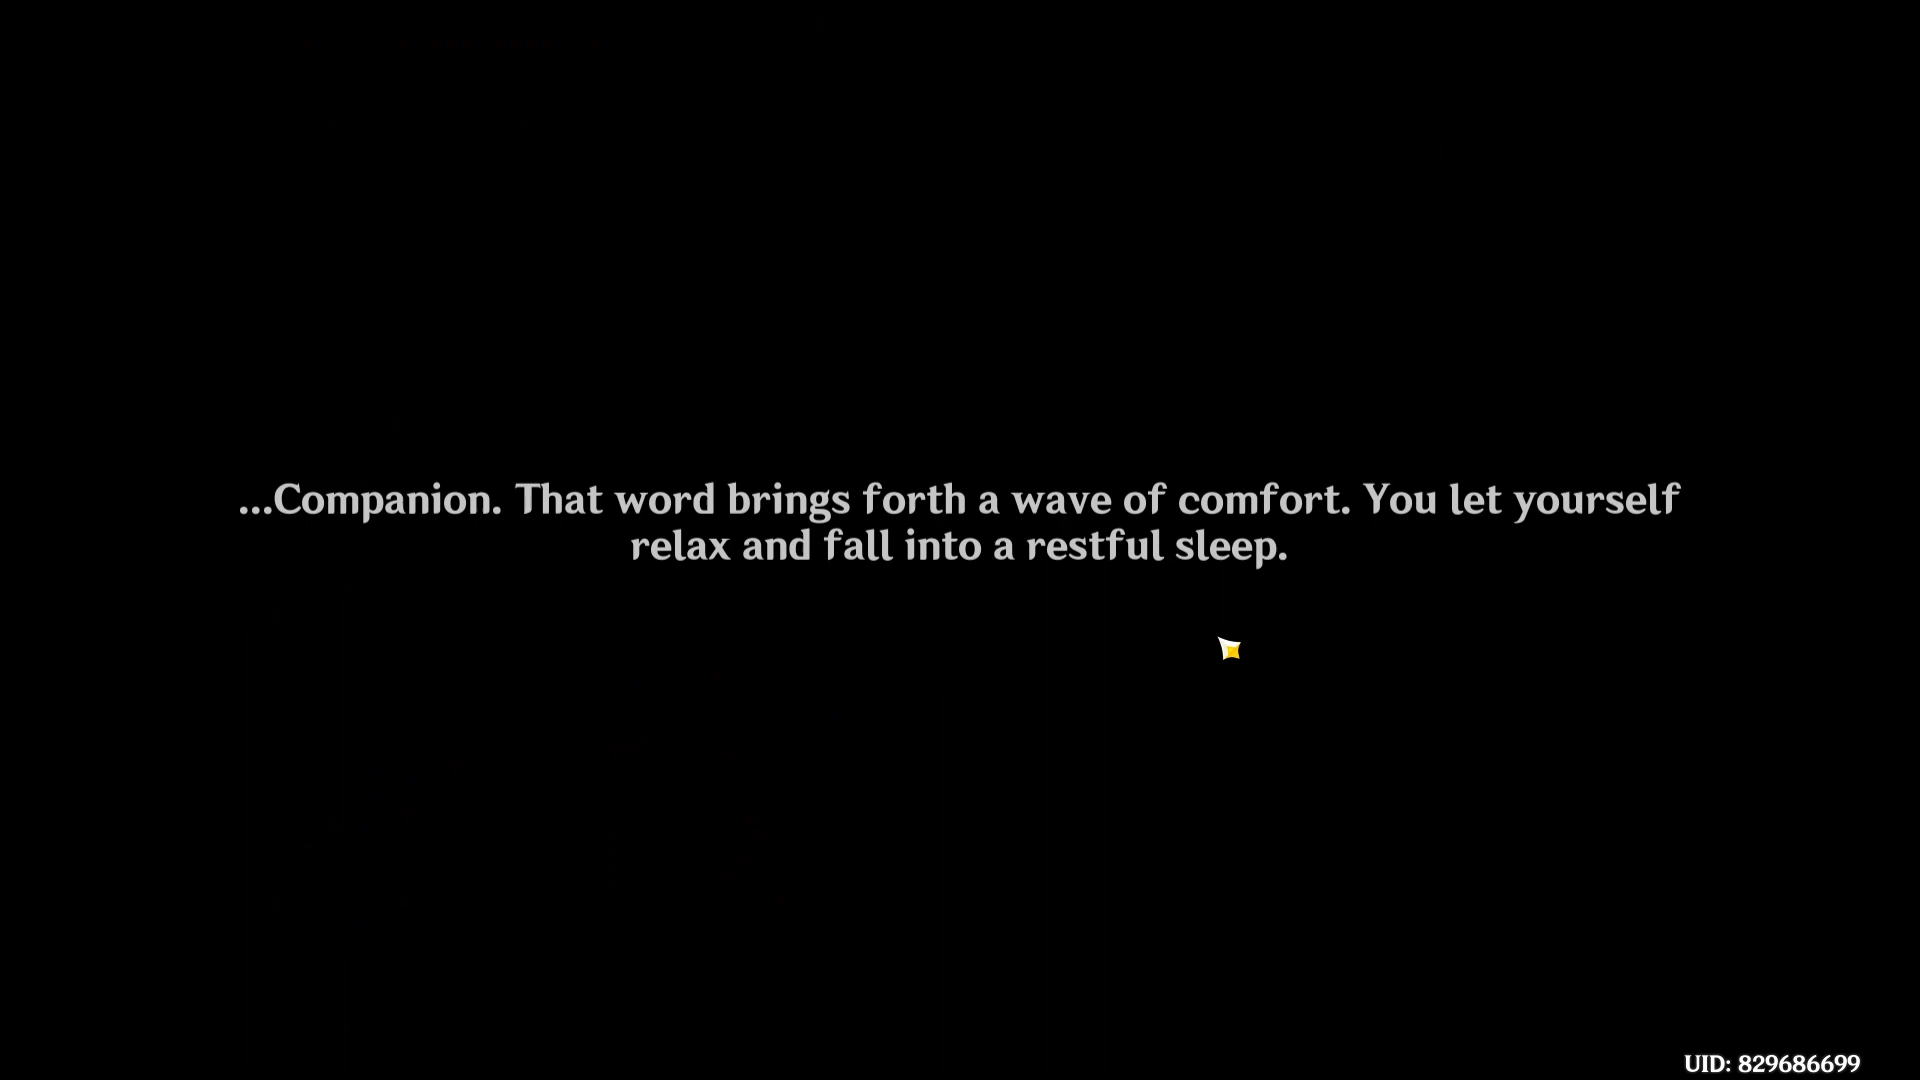 ...Companion. That word brings forth a wave of comfort. You let yourself
relax and fall into a restful sleep.
UID: 829686699